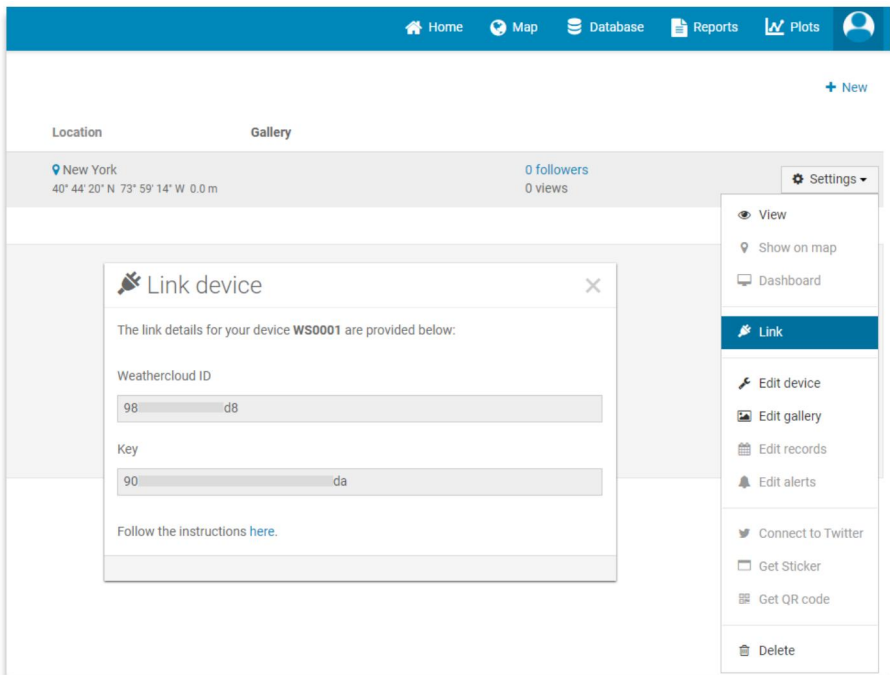 Home Map Database Reports Plots
+ New
Location Gallery
New York
40° 44' 20" N 73° 59' 14" W 0.0 m
0 followers
0 views
Settings
View
Show on map
Dashboard
Link
Edit device
Edit gallery
Edit records
Edit alerts
Connect to Twitter
Get Sticker
Get QR code
Delete
Link device ×
The link details for your device WS0001 are provided below:
Weathercloud ID
98 d8
Key
90 da
Follow the instructions here.